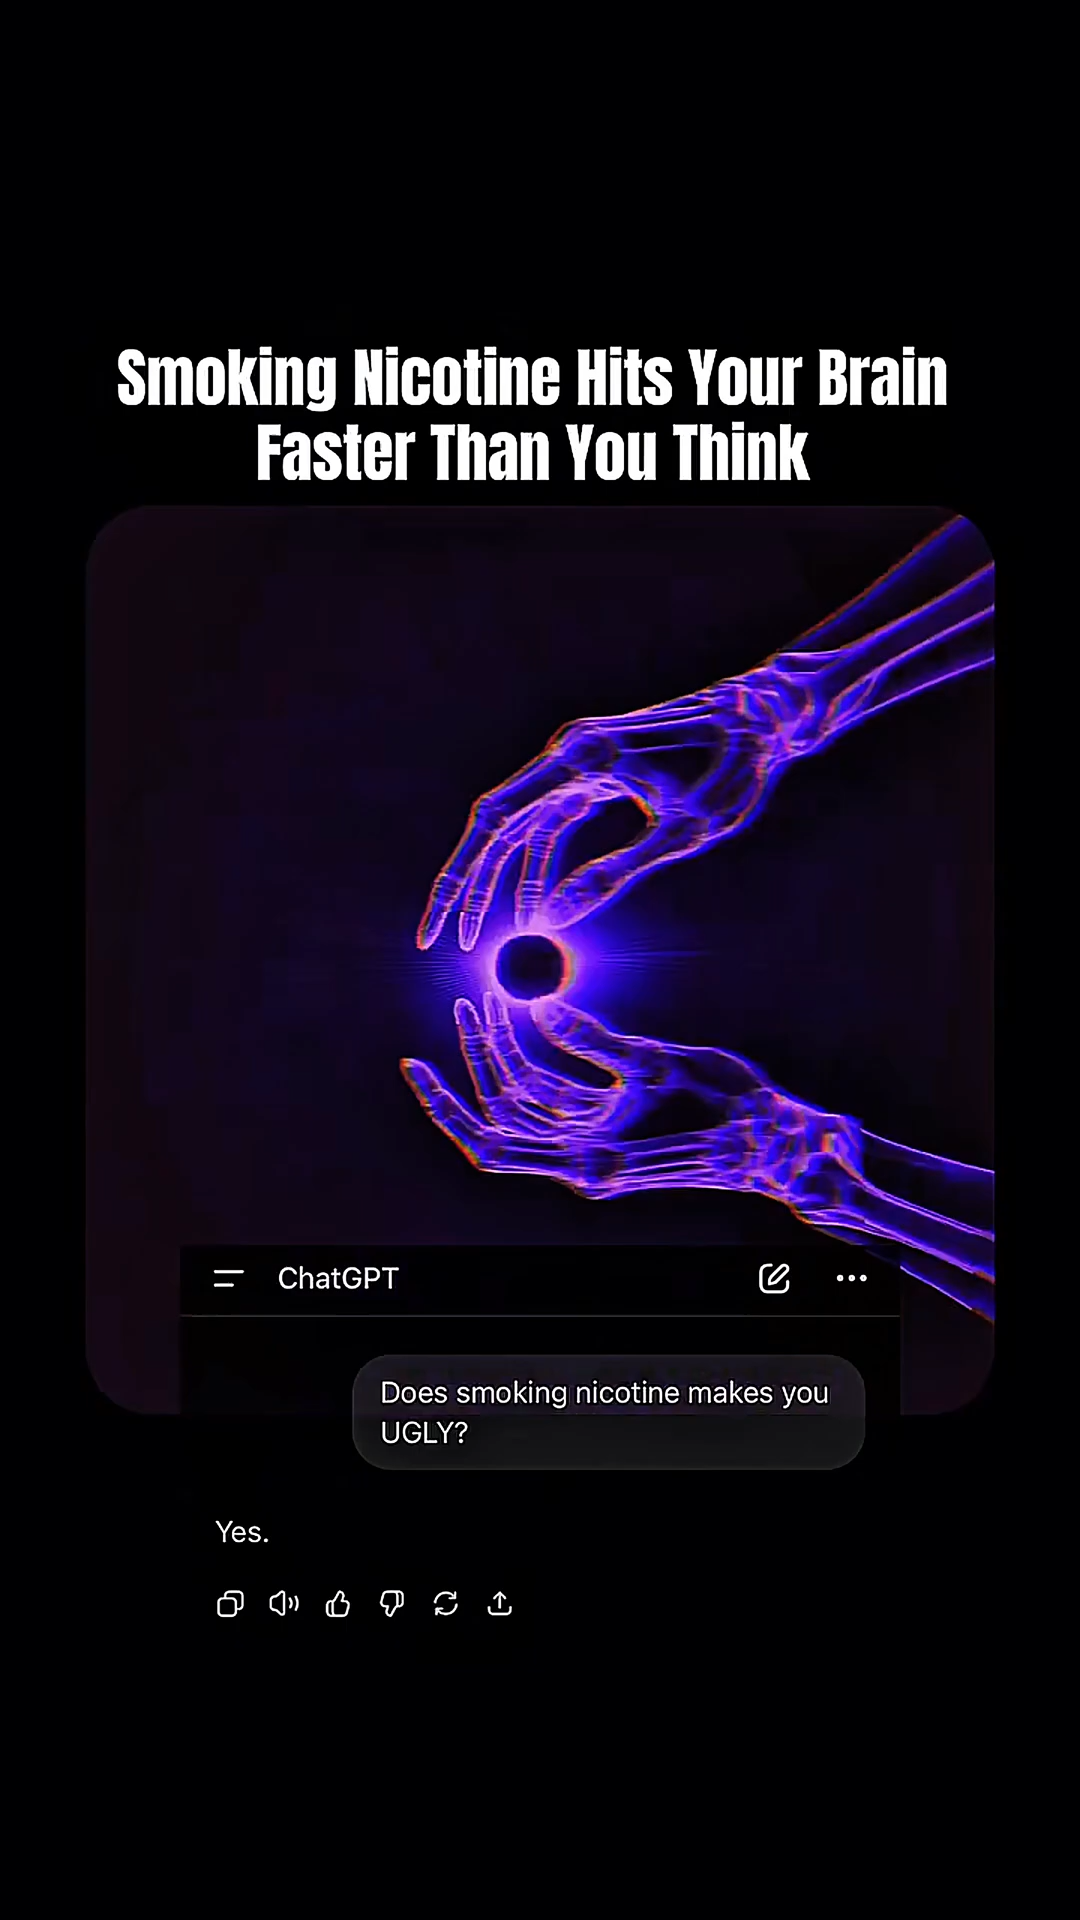 Smoking Nicotine Hits Your Brain
Faster Than You Think
ChatGPT
Does smoking nicotine makes you
UGLY?
Yes.